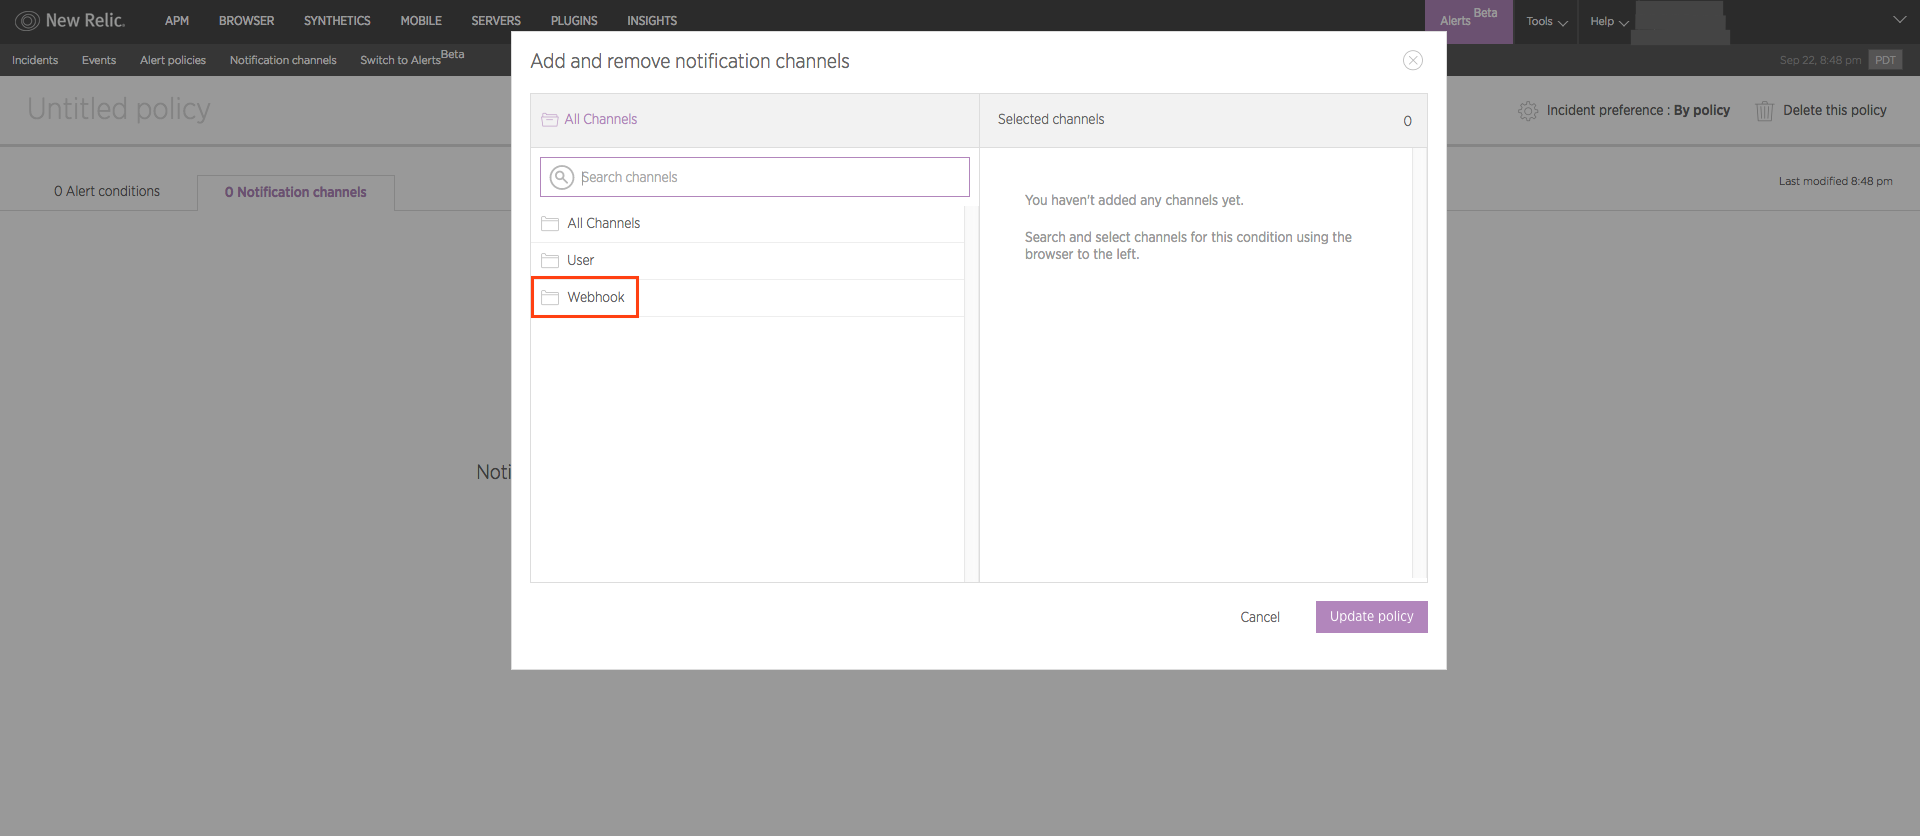 New Relic. APM BROWSER SYNTHETICS MOBILE SERVERS PLUGINS INSIGHTS Alerts Beta Tools Help
Incidents Events Alert policies Notification channels Switch to Alerts Beta Sep 22, 8:48 pm PDT
Add and remove notification channels
Untitled policy
Incident preference : By policy Delete this policy
All Channels Selected channels 0
Search channels
0 Alert conditions 0 Notification channels Last modified 8:48 pm
You haven't added any channels yet.
All Channels
Search and select channels for this condition using the
browser to the left.
User
Webhook
Noti
Cancel Update policy